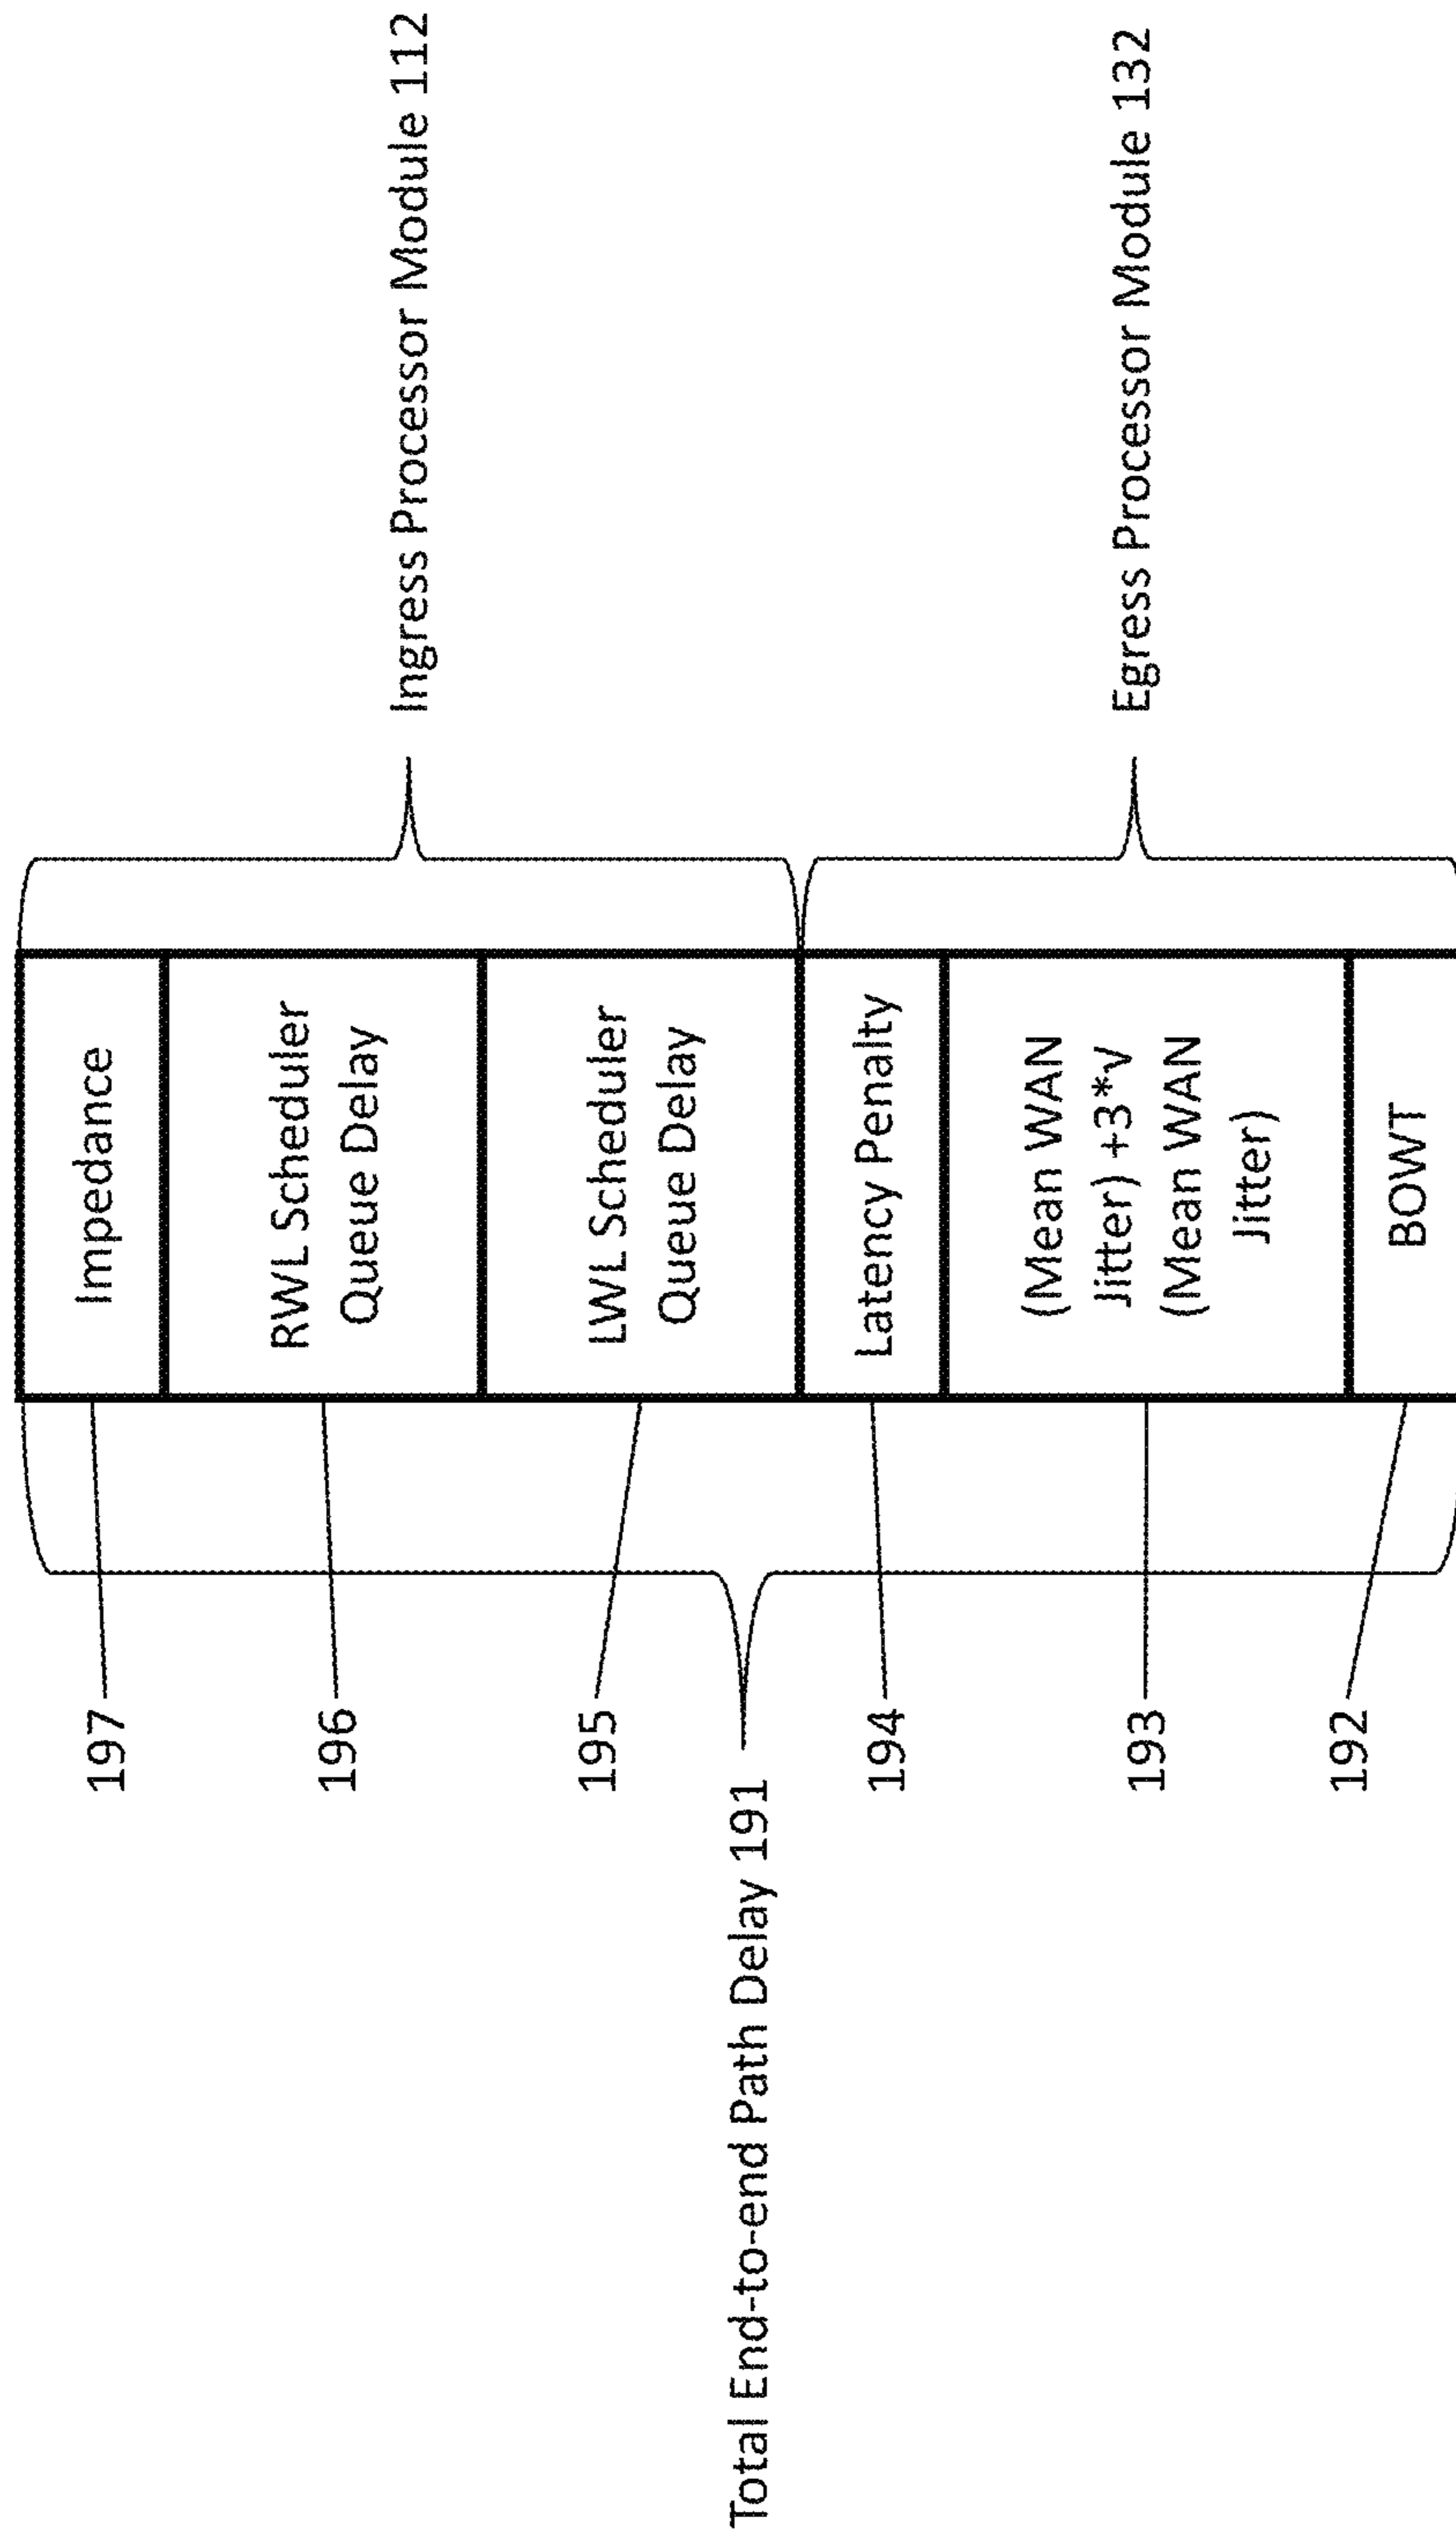 Total End-to-end Path Delay 191
197
Impedance
196
RWL Scheduler
Queue Delay
195
LWL Scheduler
Queue Delay
Ingress Processor Module 112
194
Latency Penalty
193
(Mean WAN
Jitter) +3*√
(Mean WAN
Jitter)
192
BOWT
Egress Processor Module 132